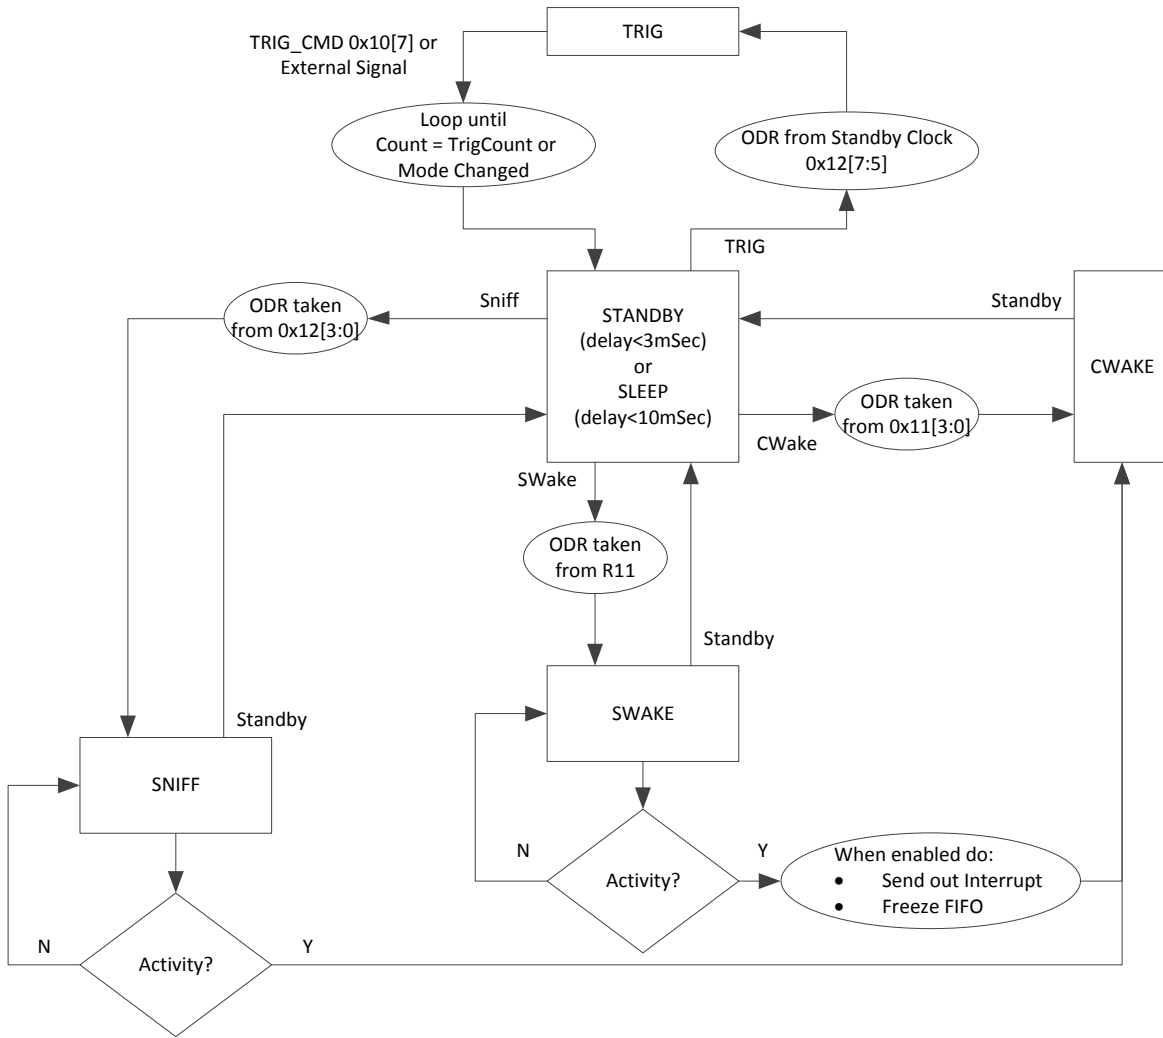 TRIG
TRIG_CMD 0x10[7] or
External Signal
Loop until
Count = TrigCount or
Mode Changed
ODR from Standby Clock
0x12[7:5]
TRIG
Sniff
ODR taken
from 0x12[3:0]
STANDBY
(delay<3mSec)
or
SLEEP
(delay<10mSec)
Standby
CWAKE
ODR taken
from 0x11[3:0]
CWake
SWake
ODR taken
from R11
Standby
SWAKE
Standby
SNIFF
N
Activity?
Y
When enabled do:
• Send out Interrupt
• Freeze FIFO
N
Activity?
Y